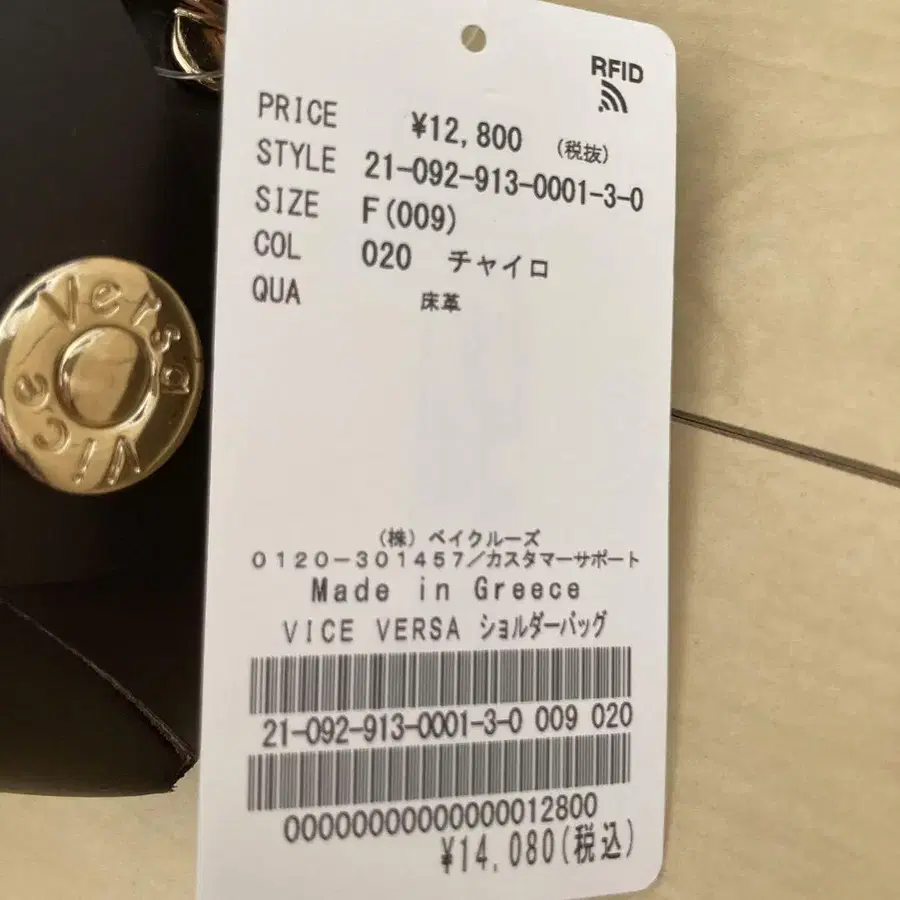 RFID
PRICE ¥12,800 (税抜)
STYLE 21-092-913-0001-3-0
SIZE F(009)
COL 020 チャイロ
QUA 床革
Vice Versa
(株) ベイクルーズ
0120-301457/カスタマーサポート
Made in Greece
VICE VERSA ショルダーバッグ
21-092-913-0001-3-0 009 020
00000000000000012800
¥14,080(税込)